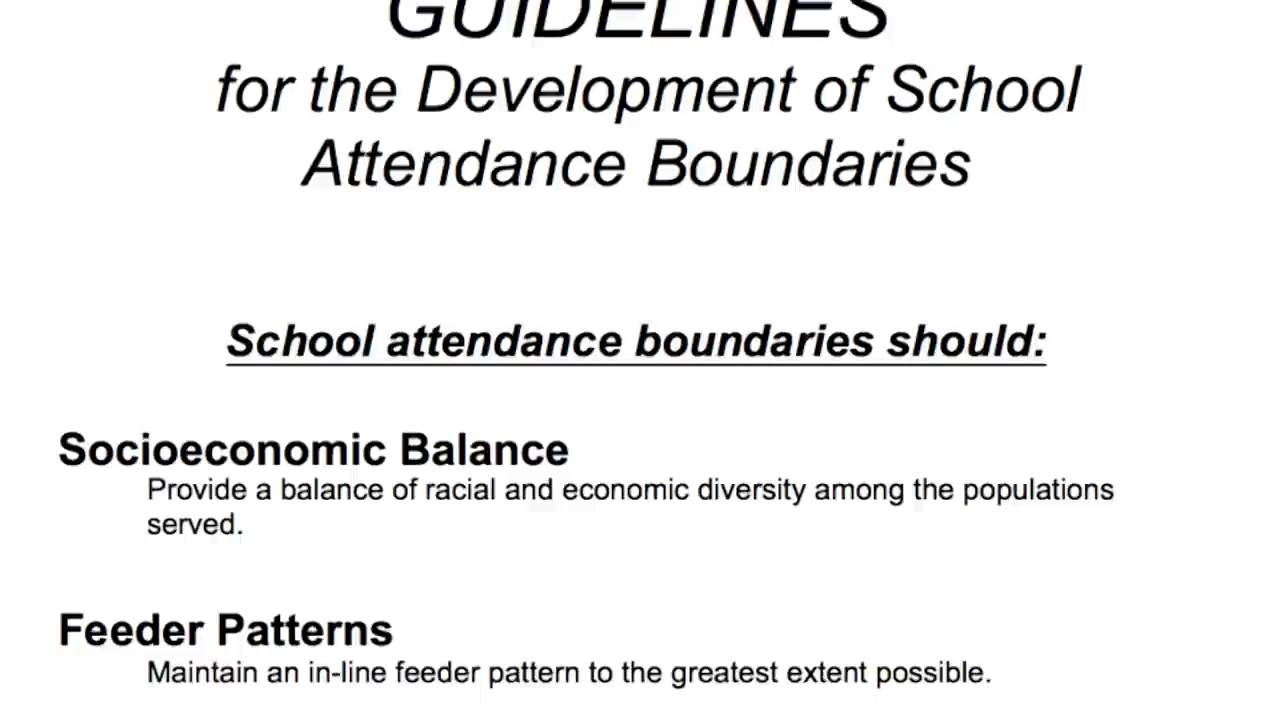 GUIDELINES
for the Development of School
Attendance Boundaries
School attendance boundaries should:
Socioeconomic Balance
Provide a balance of racial and economic diversity among the populations
served.
Feeder Patterns
Maintain an in-line feeder pattern to the greatest extent possible.